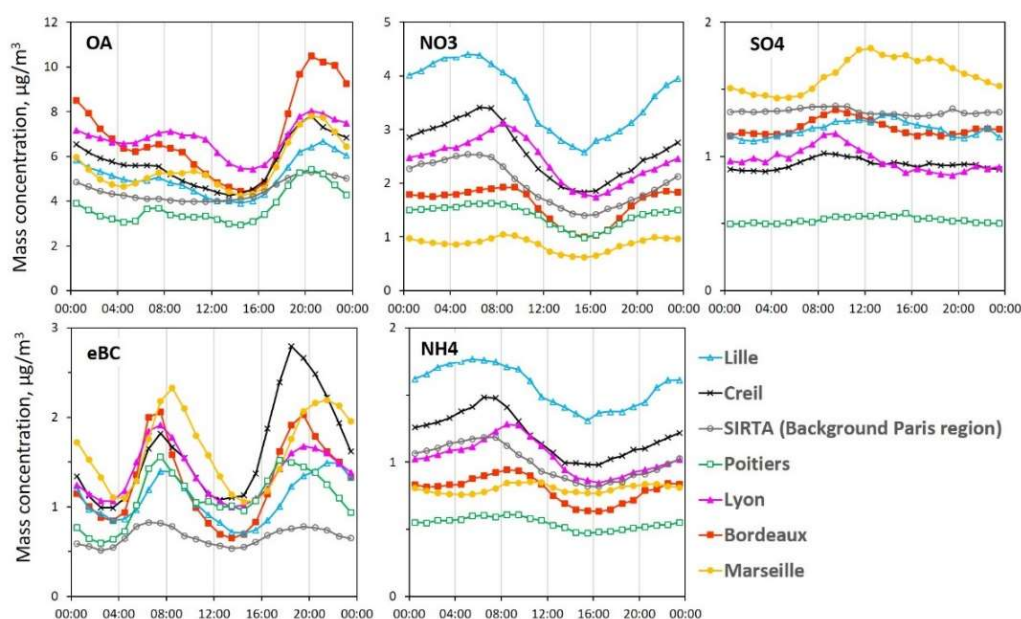 OA
NO3
SO4
Mass concentration, µg/m³
12
10
8
6
4
2
0
5
4
3
2
1
0
2
1
0
00:00 04:00 08:00 12:00 16:00 20:00 00:00
00:00 04:00 08:00 12:00 16:00 20:00 00:00
00:00 04:00 08:00 12:00 16:00 20:00 00:00
eBC
NH4
Mass concentration, µg/m³
3
2
1
0
2
1
0
00:00 04:00 08:00 12:00 16:00 20:00 00:00
00:00 04:00 08:00 12:00 16:00 20:00 00:00
Lille
Creil
SIRTA (Background Paris region)
Poitiers
Lyon
Bordeaux
Marseille